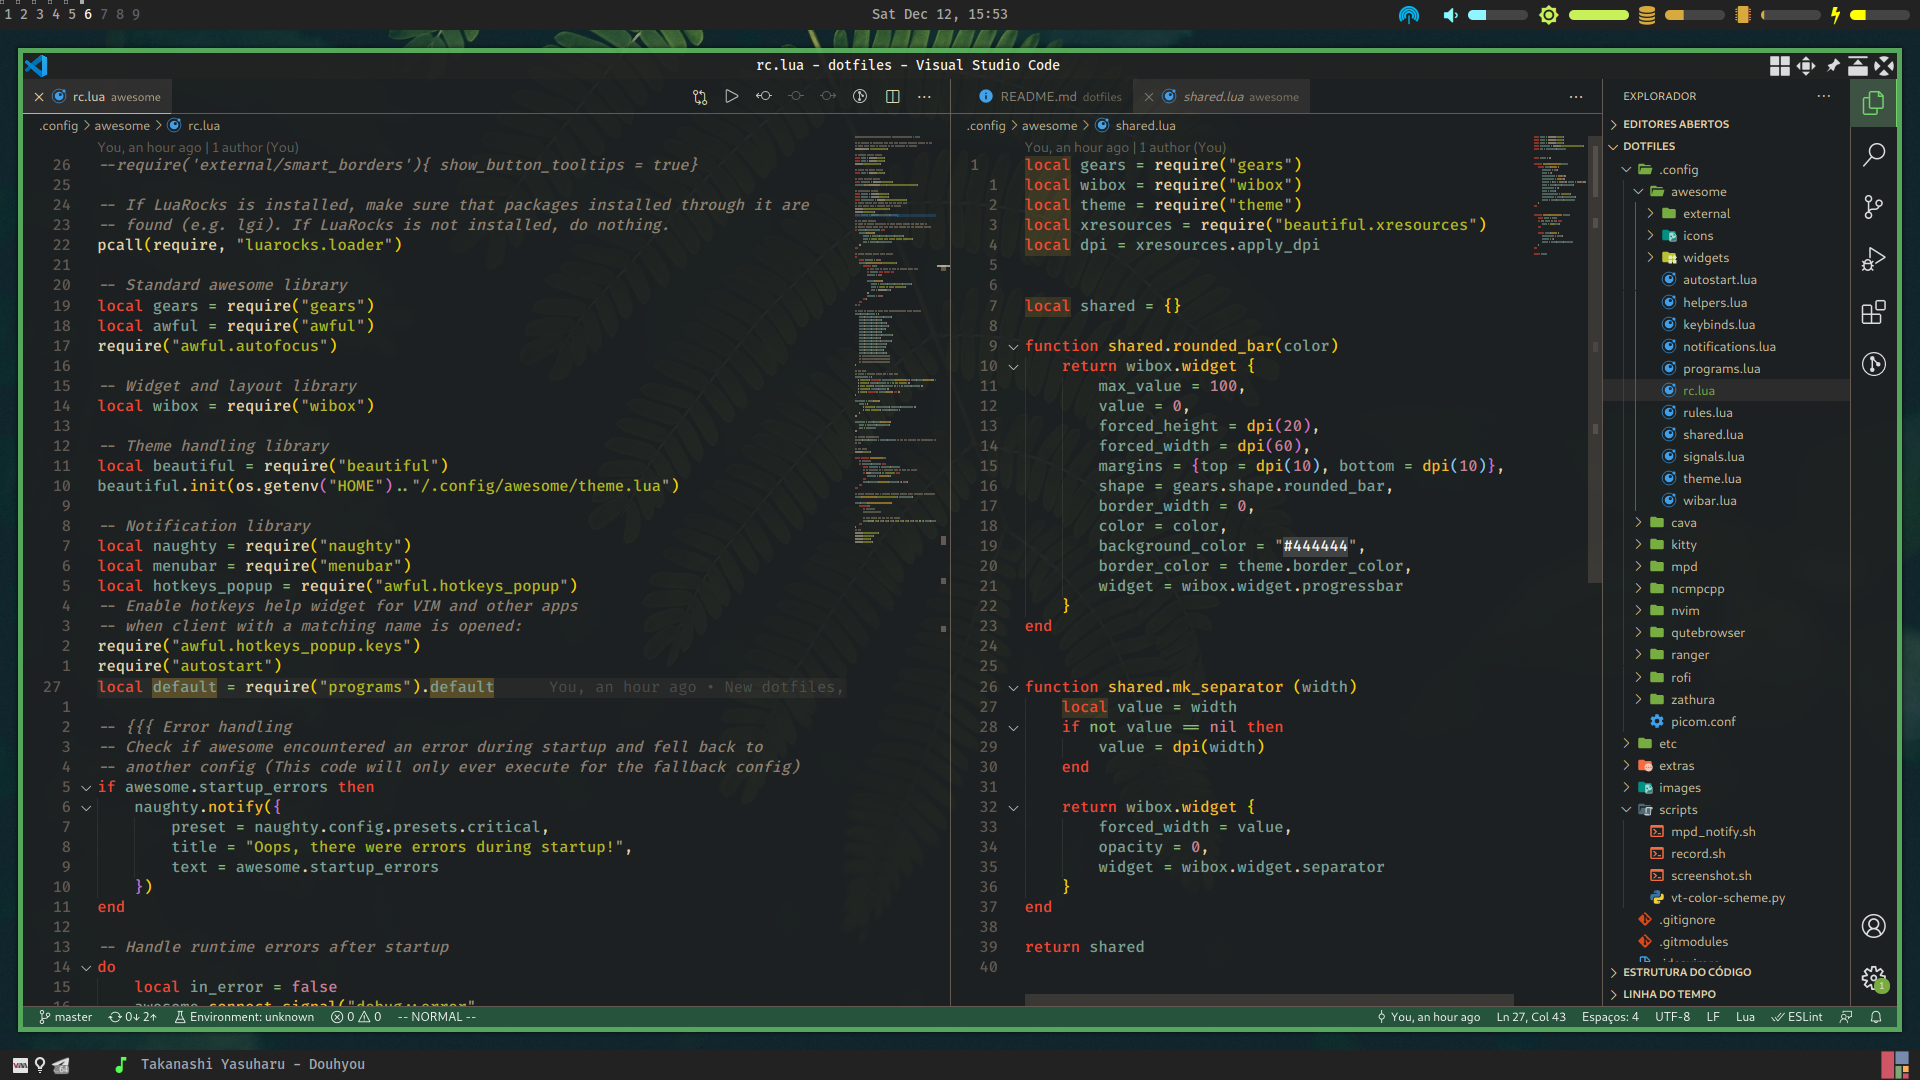 1 2 3 4 5 6 7 8 9
Sat Dec 12, 15:53
rc.lua - dotfiles - Visual Studio Code
rc.lua awesome
.config > awesome > rc.lua
You, an hour ago | 1 author (You)
26 --require('external/smart_borders'){ show_button_tooltips = true}
25
24 -- If LuaRocks is installed, make sure that packages installed through it are
23 -- found (e.g. lgi). If LuaRocks is not installed, do nothing.
22 pcall(require, "luarocks.loader")
21
20 -- Standard awesome library
19 local gears = require("gears")
18 local awful = require("awful")
17 require("awful.autofocus")
16
15 -- Widget and layout library
14 local wibox = require("wibox")
13
12 -- Theme handling library
11 local beautiful = require("beautiful")
10 beautiful.init(os.getenv("HOME").."/.config/awesome/theme.lua")
9
8 -- Notification library
7 local naughty = require("naughty")
6 local menubar = require("menubar")
5 local hotkeys_popup = require("awful.hotkeys_popup")
4 -- Enable hotkeys help widget for VIM and other apps
3 -- when client with a matching name is opened:
2 require("awful.hotkeys_popup.keys")
1 require("autostart")
27 local default = require("programs").default You, an hour ago • New dotfiles,
1
2 -- {{{ Error handling
3 -- Check if awesome encountered an error during startup and fell back to
4 -- another config (This code will only ever execute for the fallback config)
5 if awesome.startup_errors then
6 naughty.notify({
7 preset = naughty.config.presets.critical,
8 title = "Oops, there were errors during startup!",
9 text = awesome.startup_errors
10 })
11 end
12
13 -- Handle runtime errors after startup
14 do
15 local in_error = false
16 awesome.connect_signal("debug::error",
README.md dotfiles
shared.lua awesome
.config > awesome > shared.lua
You, an hour ago | 1 author (You)
1 local gears = require("gears")
1 local wibox = require("wibox")
2 local theme = require("theme")
3 local xresources = require("beautiful.xresources")
4 local dpi = xresources.apply_dpi
5
6
7 local shared = {}
8
9 function shared.rounded_bar(color)
10 return wibox.widget {
11 max_value = 100,
12 value = 0,
13 forced_height = dpi(20),
14 forced_width = dpi(60),
15 margins = {top = dpi(10), bottom = dpi(10)},
16 shape = gears.shape.rounded_bar,
17 border_width = 0,
18 color = color,
19 background_color = "#444444",
20 border_color = theme.border_color,
21 widget = wibox.widget.progressbar
22 }
23 end
24
25
26 function shared.mk_separator (width)
27 local value = width
28 if not value == nil then
29 value = dpi(width)
30 end
31
32 return wibox.widget {
33 forced_width = value,
34 opacity = 0,
35 widget = wibox.widget.separator
36 }
37 end
38
39 return shared
40
EXPLORADOR
EDITORES ABERTOS
DOTFILES
.config
awesome
external
icons
widgets
autostart.lua
helpers.lua
keybinds.lua
notifications.lua
programs.lua
rc.lua
rules.lua
shared.lua
signals.lua
theme.lua
wibar.lua
cava
kitty
mpd
ncmpcpp
nvim
qutebrowser
ranger
rofi
zathura
picom.conf
etc
extras
images
scripts
mpd_notify.sh
record.sh
screenshot.sh
vt-color-scheme.py
.gitignore
.gitmodules
ESTRUTURA DO CÓDIGO
LINHA DO TEMPO
1
master 0↓ 2↑ Environment: unknown 0 0 -- NORMAL --
You, an hour ago Ln 27, Col 43 Espaços: 4 UTF-8 LF Lua ESLint
Takanashi Yasuharu - Douhyou